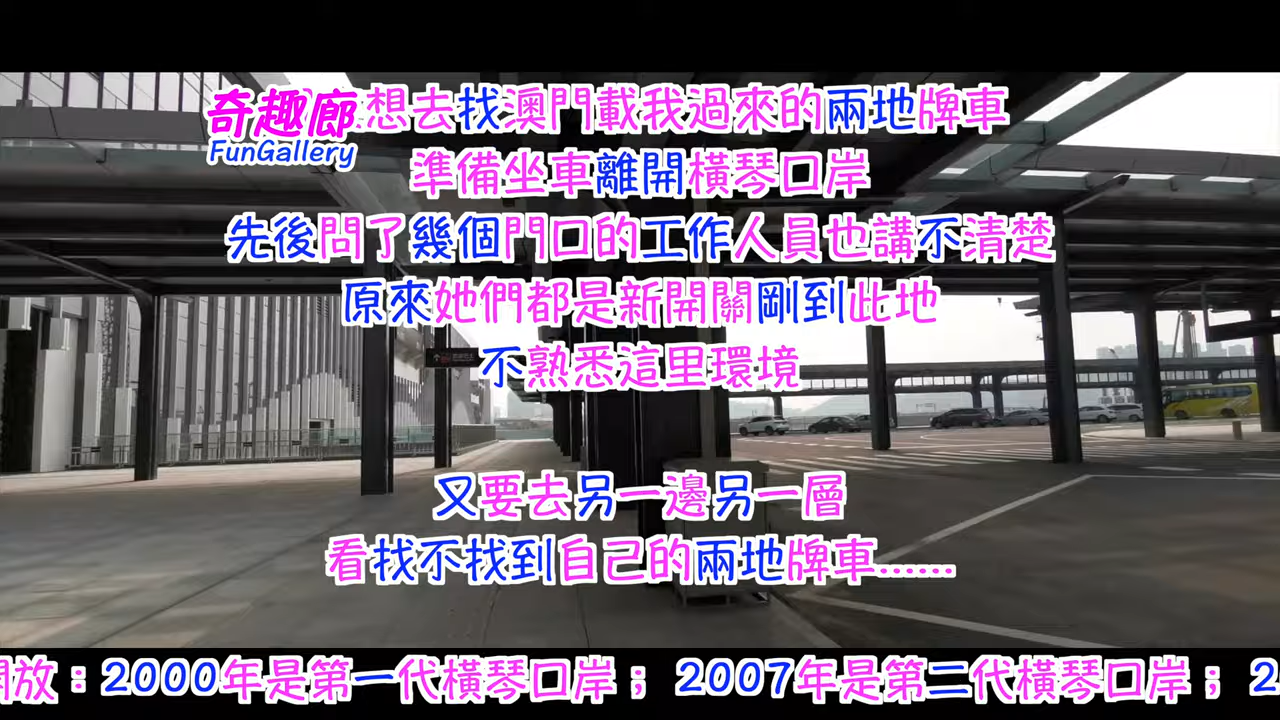 奇趣廊
FunGallery
想去找澳門載我過來的兩地牌車
準備坐車離開橫琴口岸
先後問了幾個門口的工作人員也講不清楚
原來她們都是新開關剛到此地
不熟悉這里環境
又要去另一邊另一層
看找不找到自己的兩地牌車.......
開放：2000年是第一代橫琴口岸； 2007年是第二代橫琴口岸； 2